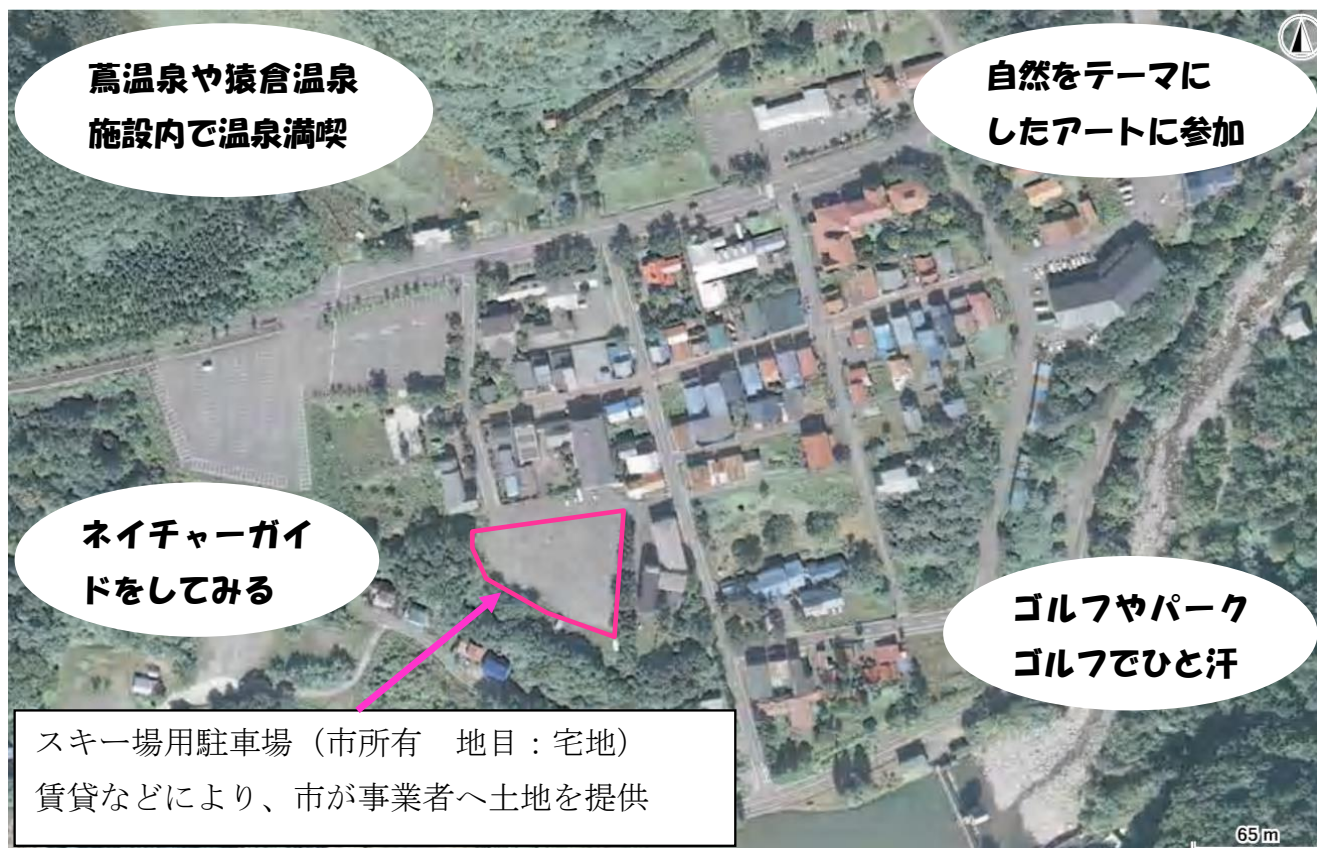 蔦温泉や猿倉温泉
施設内で温泉満喫
自然をテーマに
したアートに参加
ネイチャーガイ
ドをしてみる
ゴルフやパーク
ゴルフでひと汗
スキー場用駐車場（市所有　地目：宅地）
賃貸などにより、市が事業者へ土地を提供
65 m